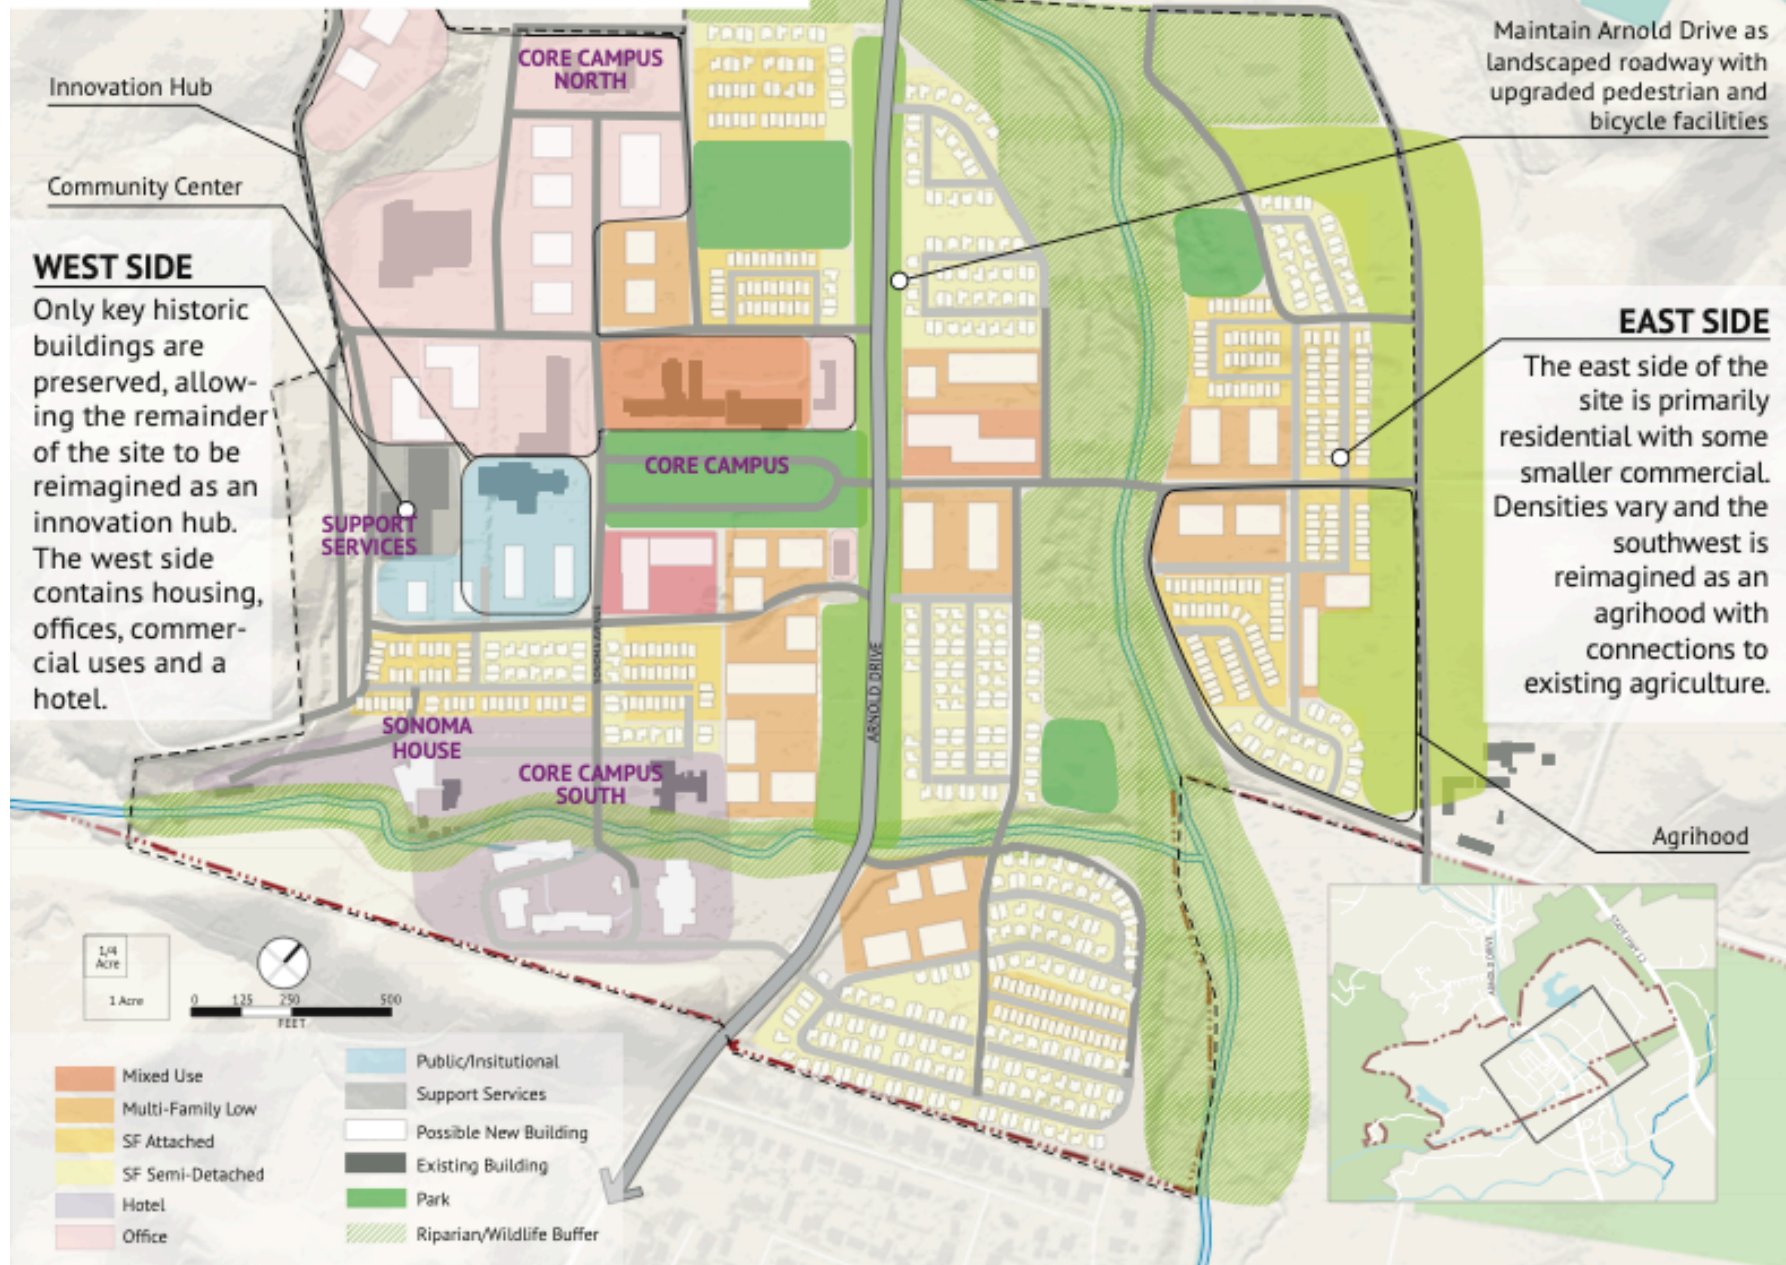 Innovation Hub
Community Center
WEST SIDE
Only key historic
buildings are
preserved, allow-
ing the remainder
of the site to be
reimagined as an
innovation hub.
The west side
contains housing,
offices, commer-
cial uses and a
hotel.
CORE CAMPUS
NORTH
CORE CAMPUS
SUPPORT
SERVICES
SONOMA
HOUSE
CORE CAMPUS
SOUTH
ARNOLD DRIVE
Maintain Arnold Drive as
landscaped roadway with
upgraded pedestrian and
bicycle facilities
EAST SIDE
The east side of the
site is primarily
residential with some
smaller commercial.
Densities vary and the
southwest is
reimagined as an
agrihood with
connections to
existing agriculture.
Agrihood
1/4
Acre
1 Acre
0 125 250 500
FEET
Mixed Use
Multi-Family Low
SF Attached
SF Semi-Detached
Hotel
Office
Public/Insitutional
Support Services
Possible New Building
Existing Building
Park
Riparian/Wildlife Buffer
ARNOLD DRIVE